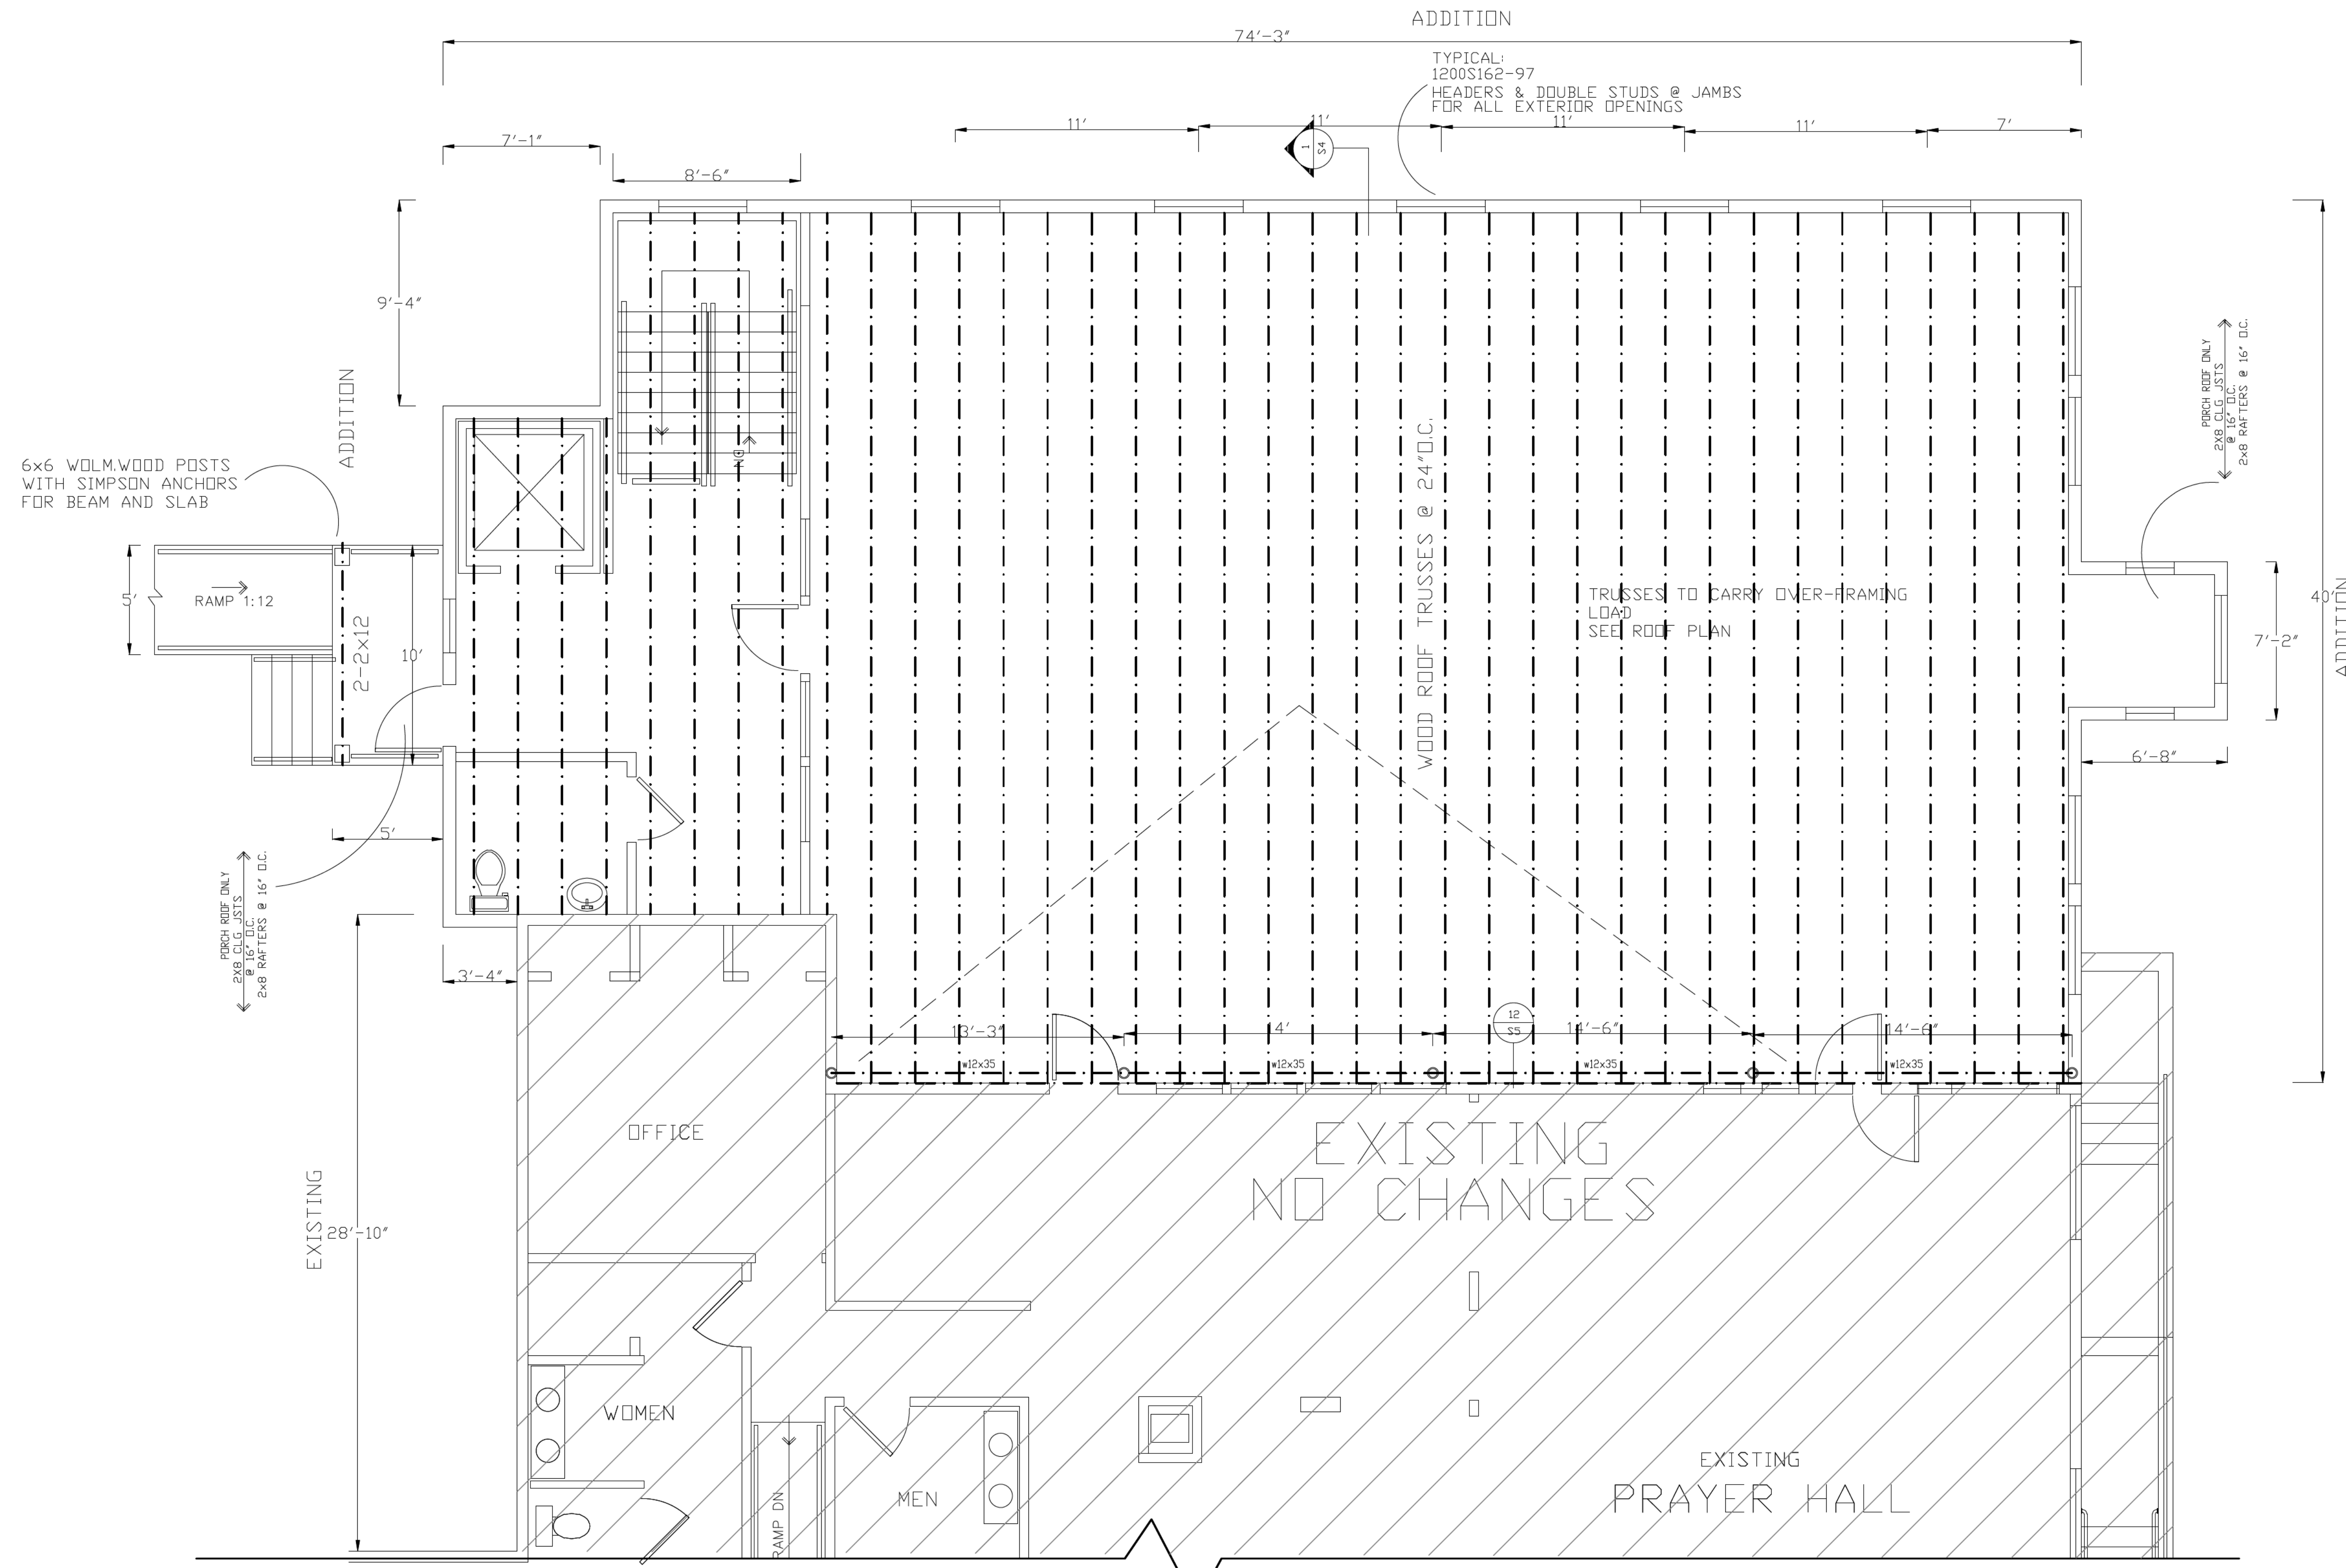 ADDITION
74'-3"
TYPICAL:
1200S162-97
HEADERS & DOUBLE STUDS @ JAMBS
FOR ALL EXTERIOR OPENINGS
11'
11'
11'
11'
7'
7'-1"
1
S4
8'-6"
9'-4"
ADDITION
6x6 WOLM.WOOD POSTS
WITH SIMPSON ANCHORS
FOR BEAM AND SLAB
DN
WOOD ROOF TRUSSES @ 24"O.C.
PORCH ROOF ONLY
2X8 CLG JSTS
@ 16" O.C.
2x8 RAFTERS @ 16" O.C.
5'
RAMP 1:12
2-2x12
10'
TRUSSES TO CARRY OVER-FRAMING
LOAD
SEE ROOF PLAN
40'
ADDITION
7'-2"
6'-8"
5'
PORCH ROOF ONLY
2X8 CLG JSTS
@ 16" O.C.
2x8 RAFTERS @ 16" O.C.
3'-4"
13'-3"
14'
12
S5
14'-6"
14'-6"
w12x35
w12x35
w12x35
w12x35
OFFICE
EXISTING
NO CHANGES
EXISTING
28'-10"
WOMEN
RAMP DN
MEN
EXISTING
PRAYER HALL